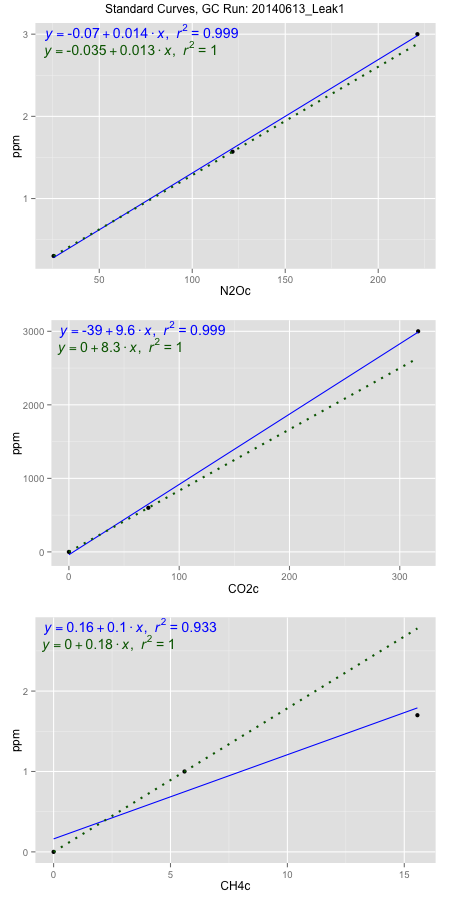 Standard Curves, GC Run: 20140613_Leak1
y = -0.07 + 0.014 · x, r² = 0.999
y = -0.035 + 0.013 · x, r² = 1
3
2
1
ppm
50 100 150 200
N2Oc
y = -39 + 9.6 · x, r² = 0.999
y = 0 + 8.3 · x, r² = 1
3000
2000
1000
0
ppm
0 100 200 300
CO2c
y = 0.16 + 0.1 · x, r² = 0.933
y = 0 + 0.18 · x, r² = 1
2
1
0
ppm
0 5 10 15
CH4c